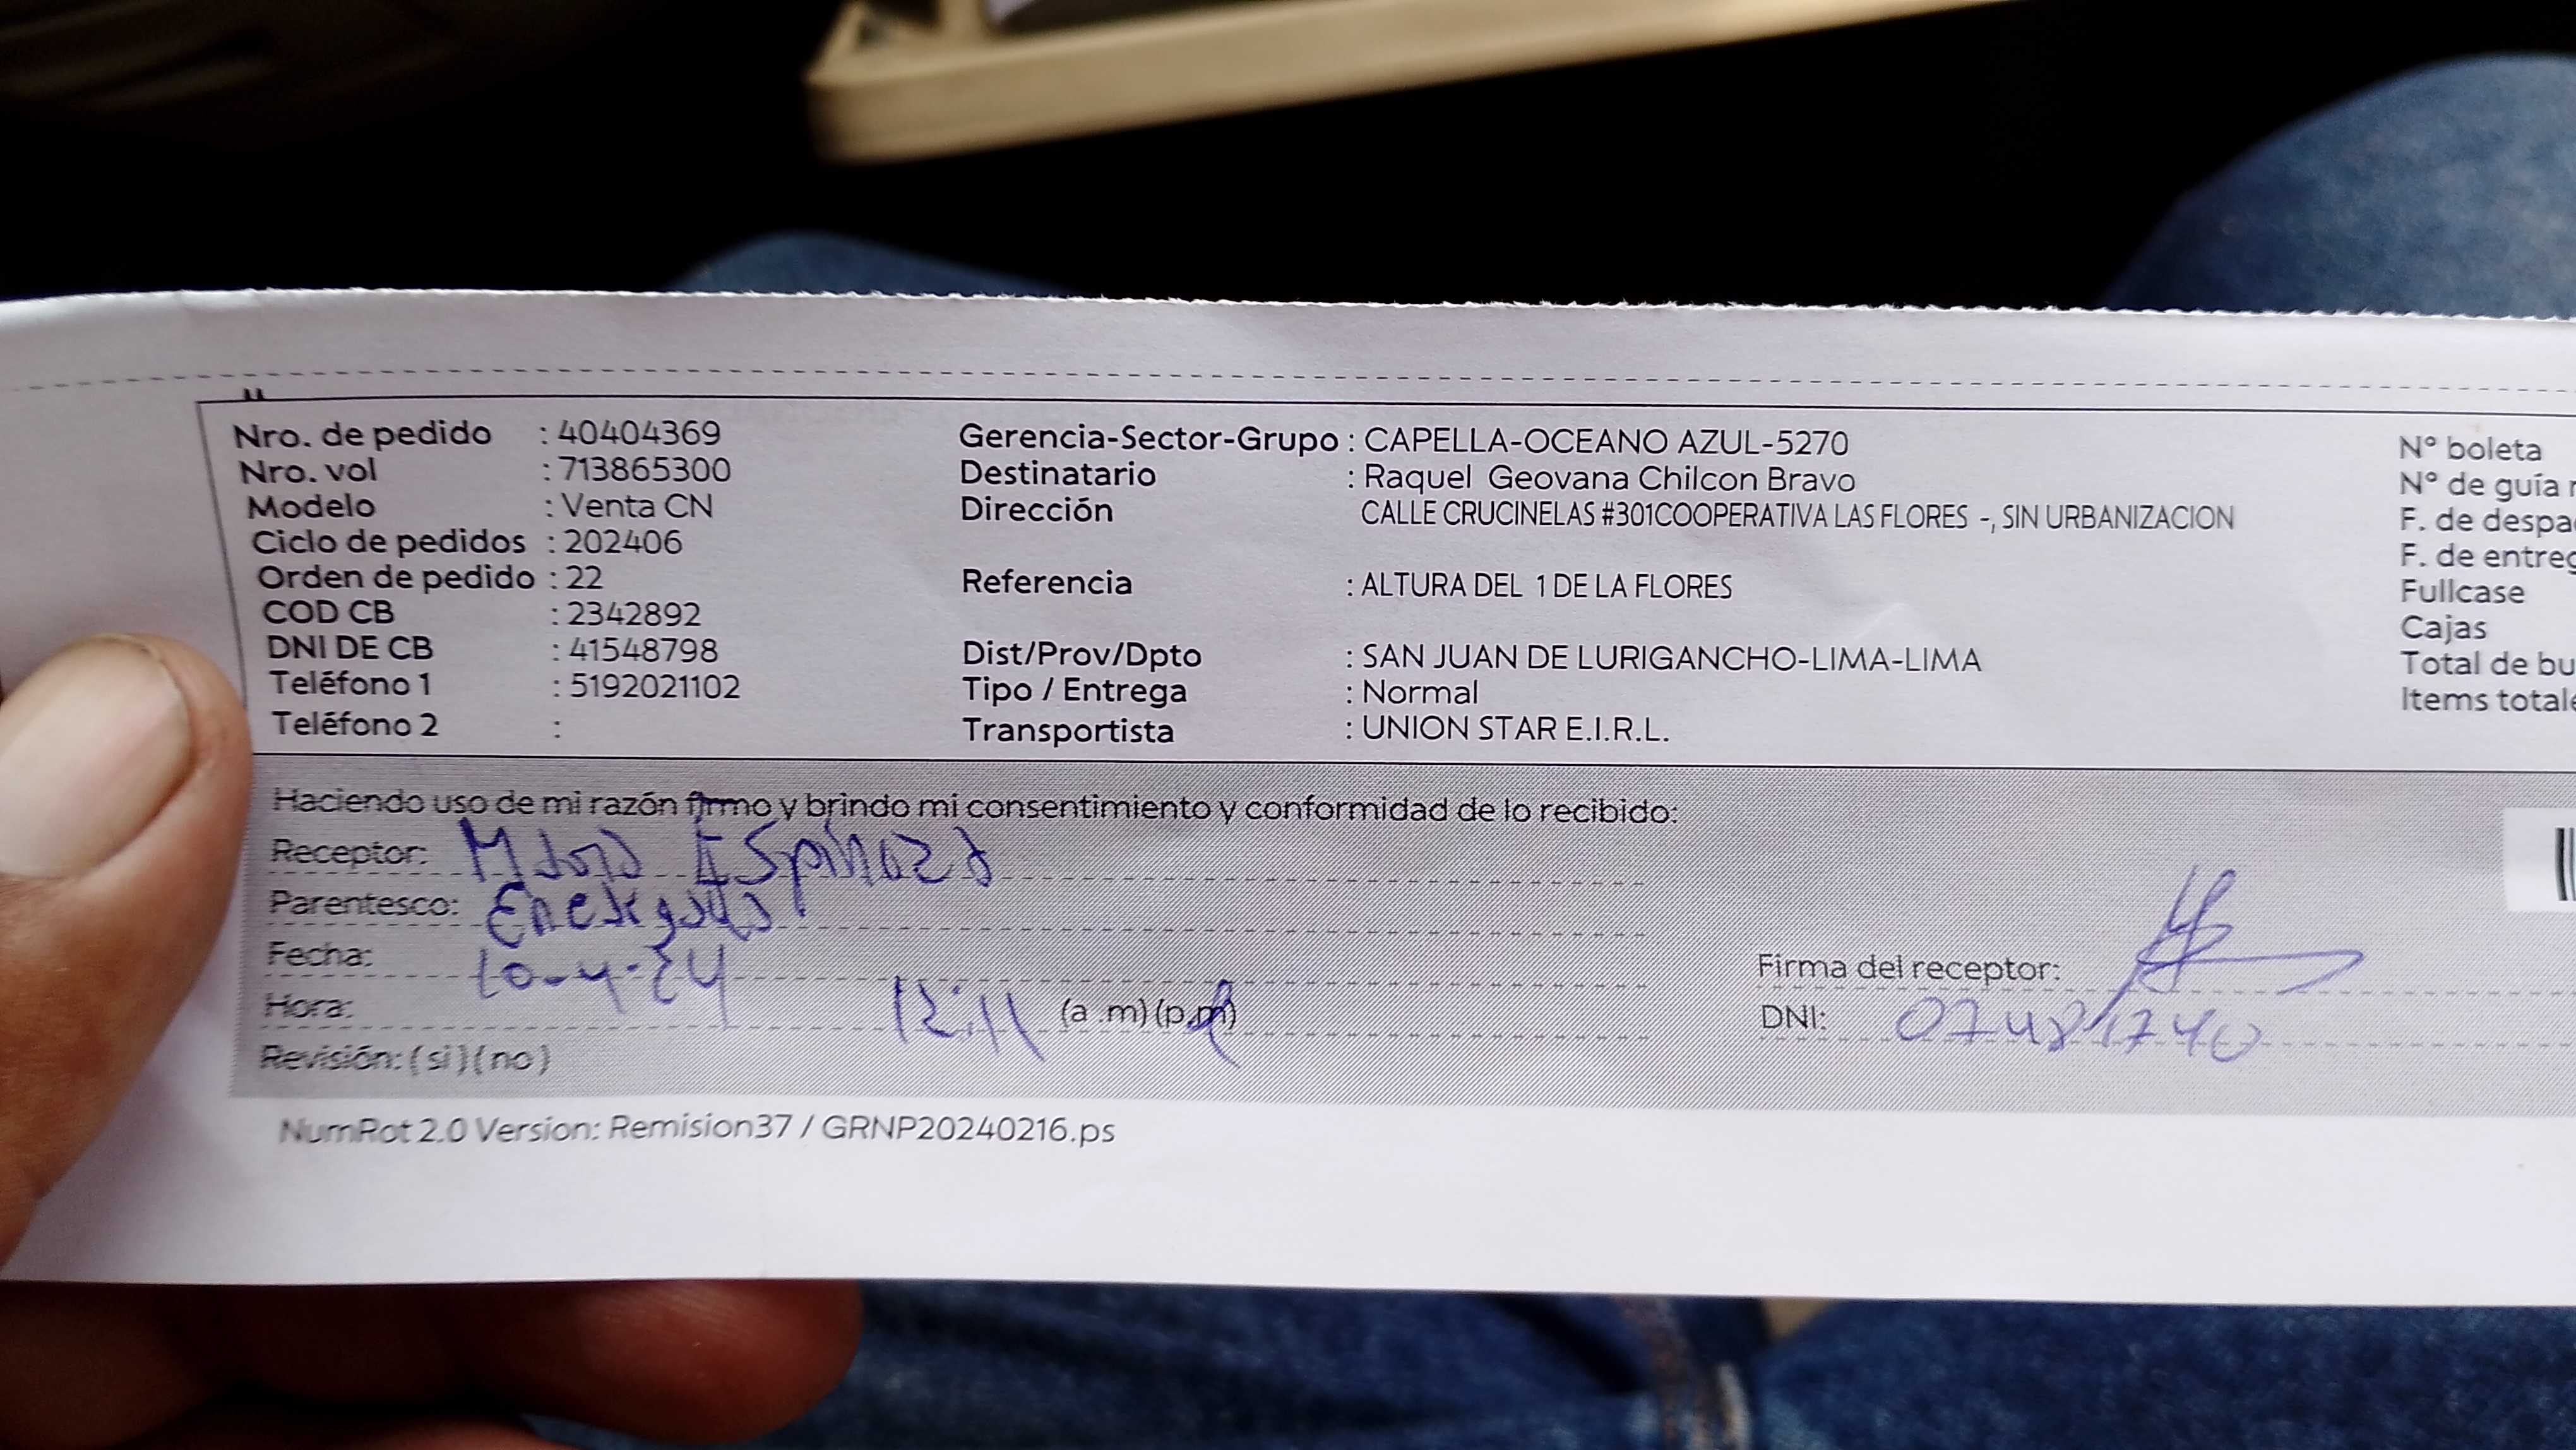 Nro. de pedido : 40404369
Nro. vol : 713865300
Modelo : Venta CN
Ciclo de pedidos : 202406
Orden de pedido : 22
COD CB : 2342892
DNI DE CB : 41548798
Teléfono 1 : 5192021102
Teléfono 2 :
Gerencia-Sector-Grupo : CAPELLA-OCEANO AZUL-5270
Destinatario : Raquel Geovana Chilcon Bravo
Dirección CALLE CRUCINELAS #301COOPERATIVA LAS FLORES -, SIN URBANIZACION
Referencia : ALTURA DEL 1 DE LA FLORES
Dist/Prov/Dpto : SAN JUAN DE LURIGANCHO-LIMA-LIMA
Tipo / Entrega : Normal
Transportista : UNION STAR E.I.R.L.
N° boleta
N° de guía
F. de despa
F. de entreg
Fullcase
Cajas
Total de bu
Items totale
Haciendo uso de mi razón firmo y brindo mi consentimiento y conformidad de lo recibido:
Receptor: Espinoza
Parentesco:
Fecha: 10-4-24
Hora: 12:11 (a.m)(p.m)
Revisión: (si)(no)
Firma del receptor:
DNI: 07481740
NumRot 2.0 Version: Remision37 / GRNP20240216.ps